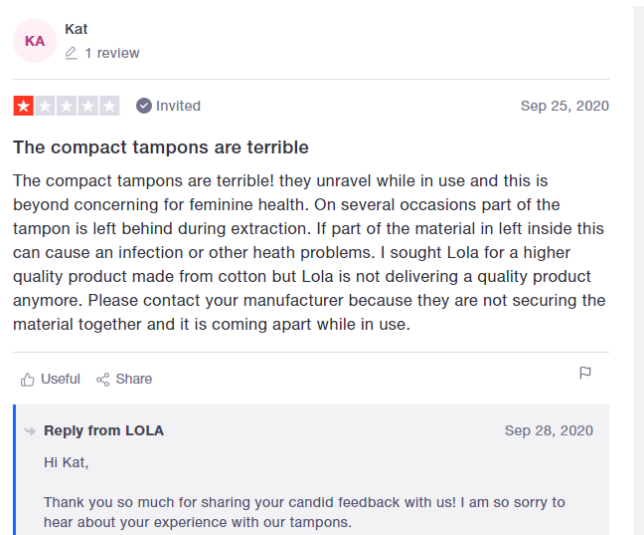 KA
Kat
1 review
Invited
Sep 25, 2020
The compact tampons are terrible
The compact tampons are terrible! they unravel while in use and this is
beyond concerning for feminine health. On several occasions part of the
tampon is left behind during extraction. If part of the material in left inside this
can cause an infection or other heath problems. I sought Lola for a higher
quality product made from cotton but Lola is not delivering a quality product
anymore. Please contact your manufacturer because they are not securing the
material together and it is coming apart while in use.
Useful
Share
Reply from LOLA
Sep 28, 2020
Hi Kat,
Thank you so much for sharing your candid feedback with us! I am so sorry to
hear about your experience with our tampons.